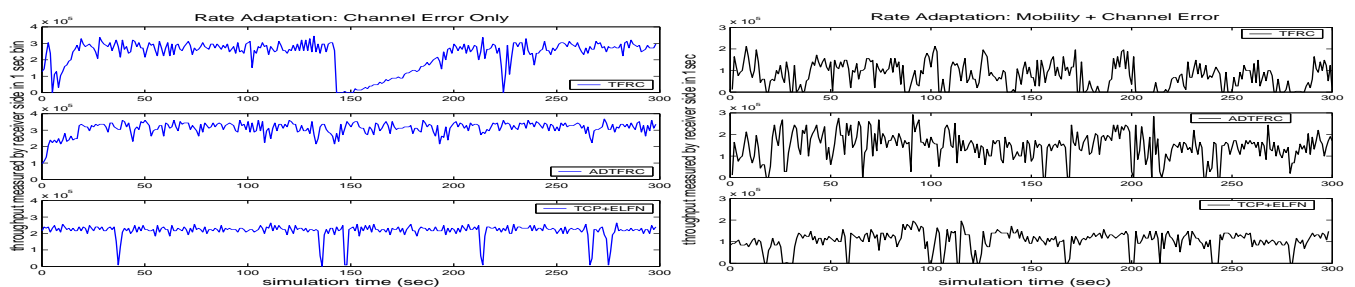 Rate Adaptation: Channel Error Only
x 10^5
4
3
2
1
0
0 50 100 150 200 250 300
TFRC
x 10^5
4
3
2
1
0
0 50 100 150 200 250 300
ADTFRC
x 10^5
4
2
0
0 50 100 150 200 250 300
TCP+ELFN
throughput measured by receiver side in 1 sec bin
simulation time (sec)
Rate Adaptation: Mobility + Channel Error
x 10^5
3
2
1
0
0 50 100 150 200 250 300
TFRC
x 10^5
3
2
1
0
0 50 100 150 200 250 300
ADTFRC
x 10^5
3
2
1
0
0 50 100 150 200 250 300
TCP+ELFN
throughput measured by receiver side in 1 sec
simulation time (sec)